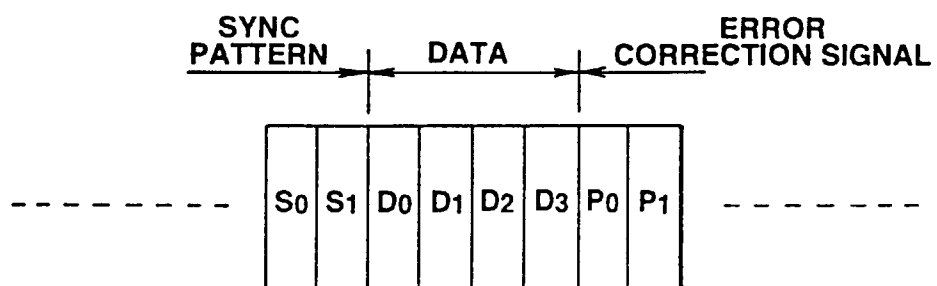 SYNC
PATTERN
DATA
ERROR
CORRECTION SIGNAL
S0 S1 D0 D1 D2 D3 P0 P1